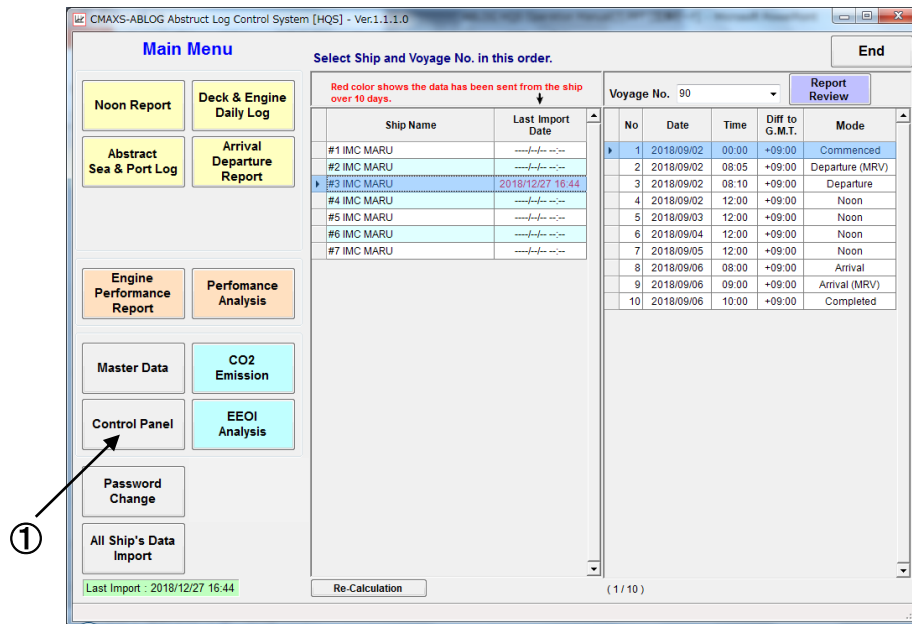 CMAXS-ABLOG Abstruct Log Control System [HQS] - Ver.1.1.1.0
Main Menu
Select Ship and Voyage No. in this order.
End
Noon Report
Deck & Engine
Daily Log
Abstract
Sea & Port Log
Arrival
Departure
Report
Engine
Performance
Report
Perfomance
Analysis
Master Data
CO2
Emission
Control Panel
EEOI
Analysis
Password
Change
All Ship's Data
Import
Last Import : 2018/12/27 16:44
①
Red color shows the data has been sent from the ship
over 10 days.
Ship Name Last Import Date
#1 IMC MARU ----/--/-- --:--
#2 IMC MARU ----/--/-- --:--
#3 IMC MARU 2018/12/27 16:44
#4 IMC MARU ----/--/-- --:--
#5 IMC MARU ----/--/-- --:--
#6 IMC MARU ----/--/-- --:--
#7 IMC MARU ----/--/-- --:--
Re-Calculation
Voyage No. 90
Report
Review
No Date Time Diff to G.M.T. Mode
1 2018/09/02 00:00 +09:00 Commenced
2 2018/09/02 08:05 +09:00 Departure (MRV)
3 2018/09/02 08:10 +09:00 Departure
4 2018/09/02 12:00 +09:00 Noon
5 2018/09/03 12:00 +09:00 Noon
6 2018/09/04 12:00 +09:00 Noon
7 2018/09/05 12:00 +09:00 Noon
8 2018/09/06 08:00 +09:00 Arrival
9 2018/09/06 09:00 +09:00 Arrival (MRV)
10 2018/09/06 10:00 +09:00 Completed
( 1 / 10 )